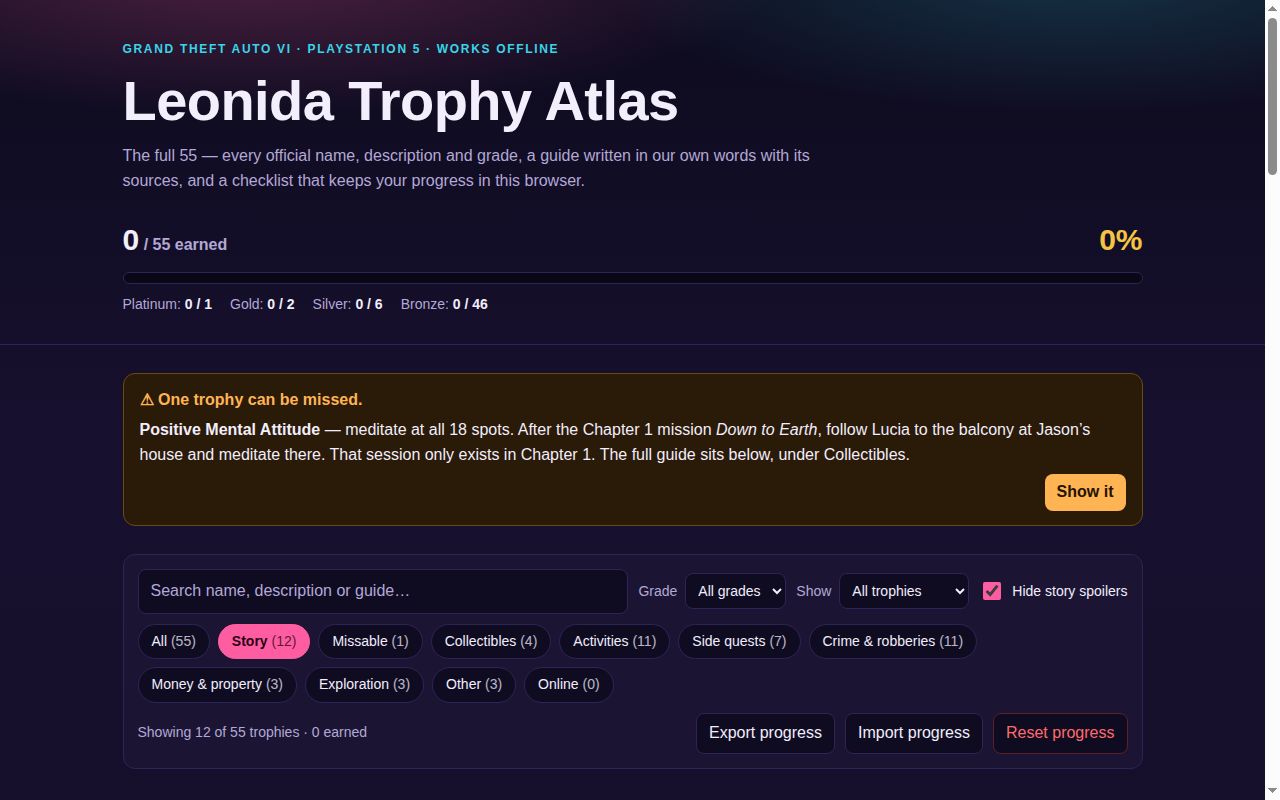 GRAND THEFT AUTO VI · PLAYSTATION 5 · WORKS OFFLINE
Leonida Trophy Atlas
The full 55 — every official name, description and grade, a guide written in our own words with its
sources, and a checklist that keeps your progress in this browser.
0 / 55 earned 0%
Platinum: 0 / 1 Gold: 0 / 2 Silver: 0 / 6 Bronze: 0 / 46
⚠ One trophy can be missed.
Positive Mental Attitude — meditate at all 18 spots. After the Chapter 1 mission Down to Earth, follow Lucia to the balcony at Jason’s
house and meditate there. That session only exists in Chapter 1. The full guide sits below, under Collectibles.
Show it
Search name, description or guide… Grade All grades Show All trophies Hide story spoilers
All (55) Story (12) Missable (1) Collectibles (4) Activities (11) Side quests (7) Crime & robberies (11)
Money & property (3) Exploration (3) Other (3) Online (0)
Showing 12 of 55 trophies · 0 earned Export progress Import progress Reset progress